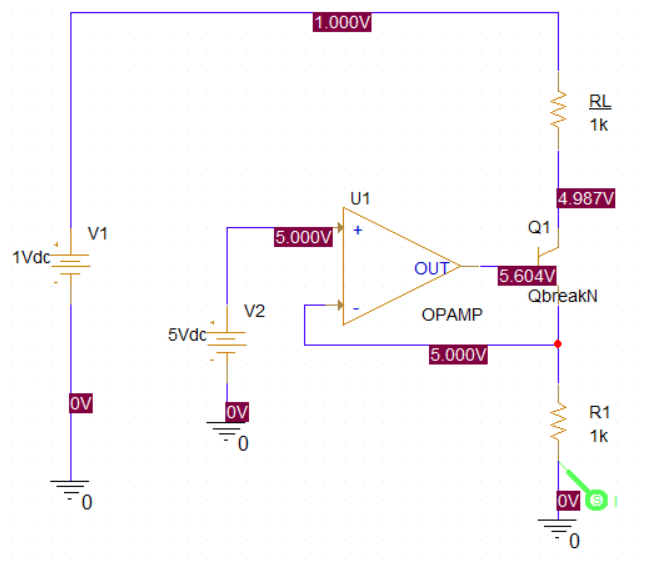 1.000V
RL
1k
4.987V
U1
Q1
V1
1Vdc
+
-
5.000V
+
OUT
5.604V
QbreakN
V2
5Vdc
+
-
-
OPAMP
5.000V
0V
0V
0
R1
1k
0V
S
I
0
0